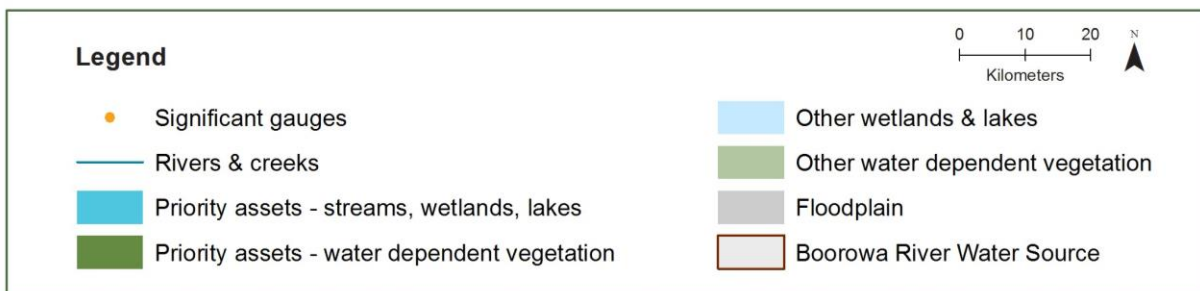 Legend
0 10 20
N
Kilometers
Significant gauges
Rivers & creeks
Priority assets - streams, wetlands, lakes
Priority assets - water dependent vegetation
Other wetlands & lakes
Other water dependent vegetation
Floodplain
Boorowa River Water Source